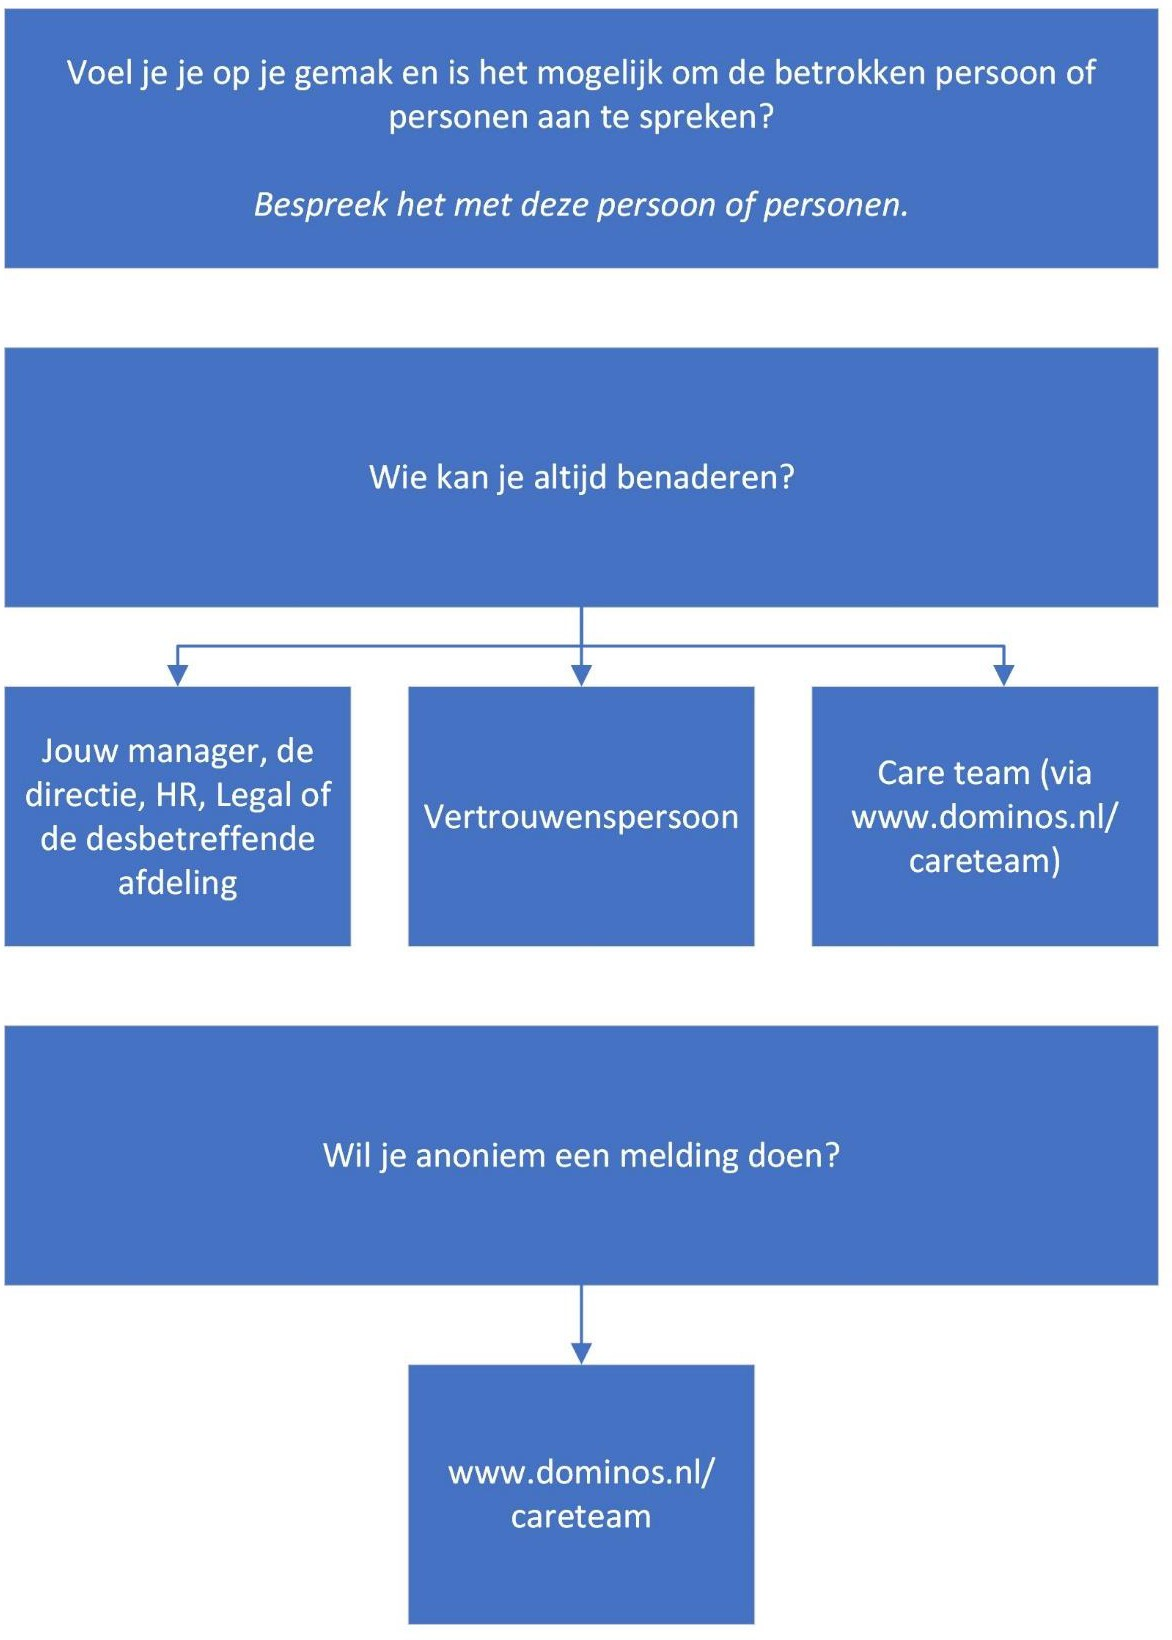 Voel je je op je gemak en is het mogelijk om de betrokken persoon of
personen aan te spreken?
Bespreek het met deze persoon of personen.
Wie kan je altijd benaderen?
Jouw manager, de
directie, HR, Legal of
de desbetreffende
afdeling
Vertrouwenspersoon
Care team (via
www.dominos.nl/
careteam)
Wil je anoniem een melding doen?
www.dominos.nl/
careteam